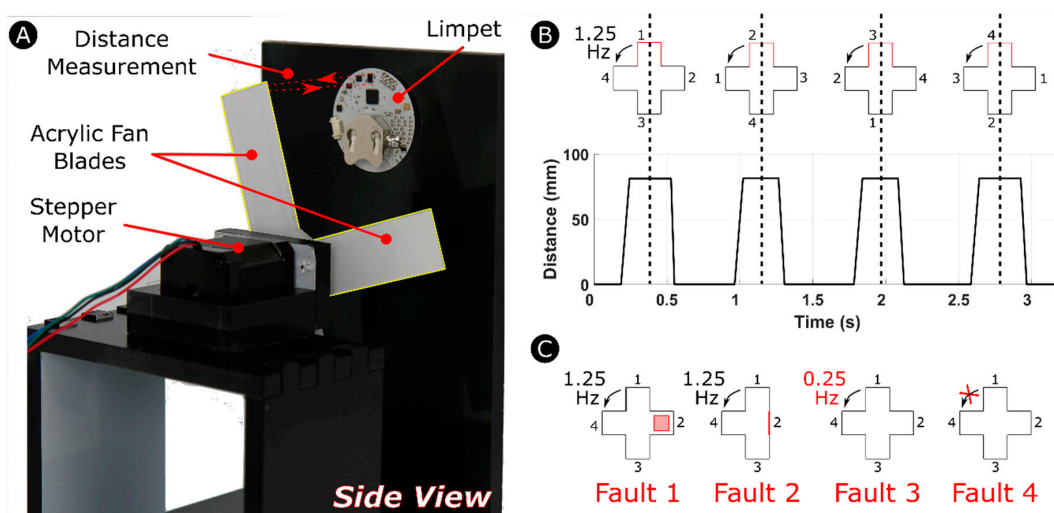 A
Distance
Measurement
Limpet
Acrylic Fan
Blades
Stepper
Motor
Side View
B
1.25
Hz
1
4
2
3
2
1
3
4
3
2
4
1
4
3
1
2
Distance (mm)
100
50
0
0
0.5
1
1.5
2
2.5
3
Time (s)
C
1.25
Hz
1
4
2
3
Fault 1
1.25
Hz
1
2
3
Fault 2
0.25
Hz
1
4
2
3
Fault 3
1
4
2
3
Fault 4